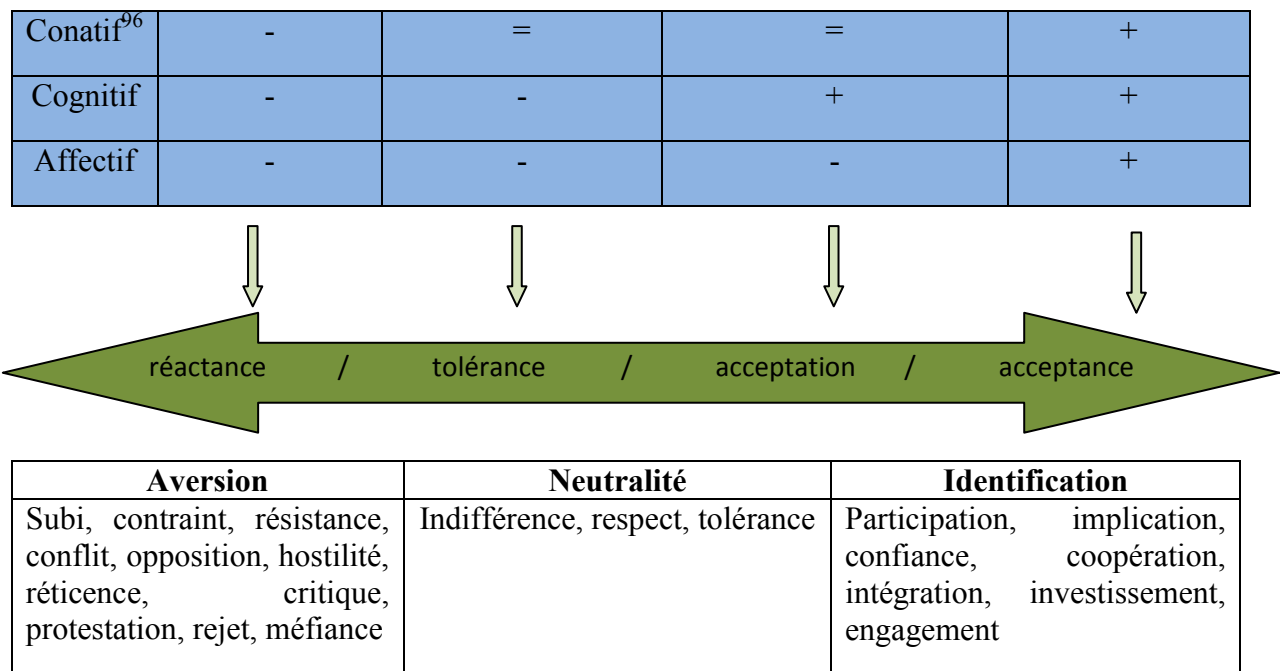 Conatif96 - = = +
Cognitif - - + +
Affectif - - - +
réactance / tolérance / acceptation / acceptance
Aversion Neutralité Identification
Subi, contraint, résistance,
conflit, opposition, hostilité,
réticence, critique,
protestation, rejet, méfiance
Indifférence, respect, tolérance
Participation, implication,
confiance, coopération,
intégration, investissement,
engagement